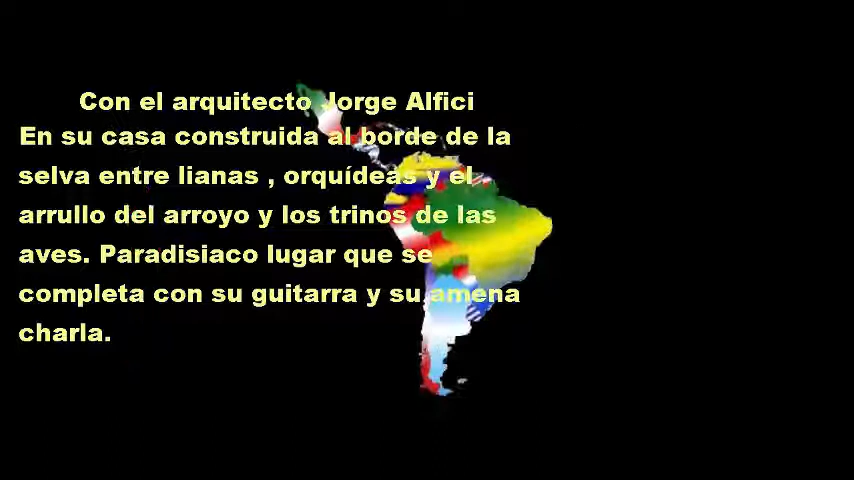 Con el arquitecto Jorge Alfici
En su casa construida al borde de la
selva entre lianas , orquídeas y el
arrullo del arroyo y los trinos de las
aves. Paradisiaco lugar que se
completa con su guitarra y su amena
charla.